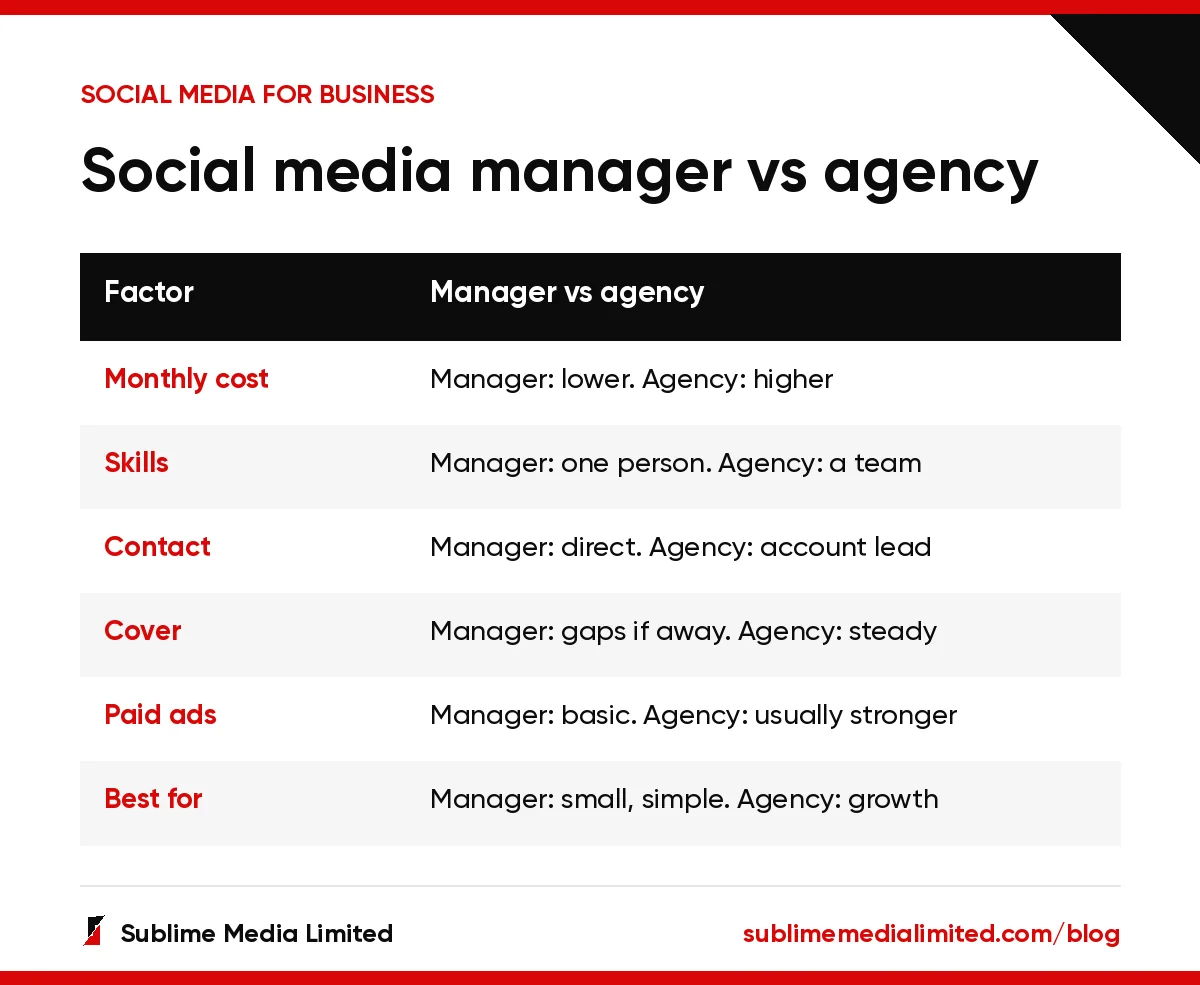 SOCIAL MEDIA FOR BUSINESS
Social media manager vs agency
Factor Manager vs agency
Monthly cost Manager: lower. Agency: higher
Skills Manager: one person. Agency: a team
Contact Manager: direct. Agency: account lead
Cover Manager: gaps if away. Agency: steady
Paid ads Manager: basic. Agency: usually stronger
Best for Manager: small, simple. Agency: growth
Sublime Media Limited sublimemedialimited.com/blog